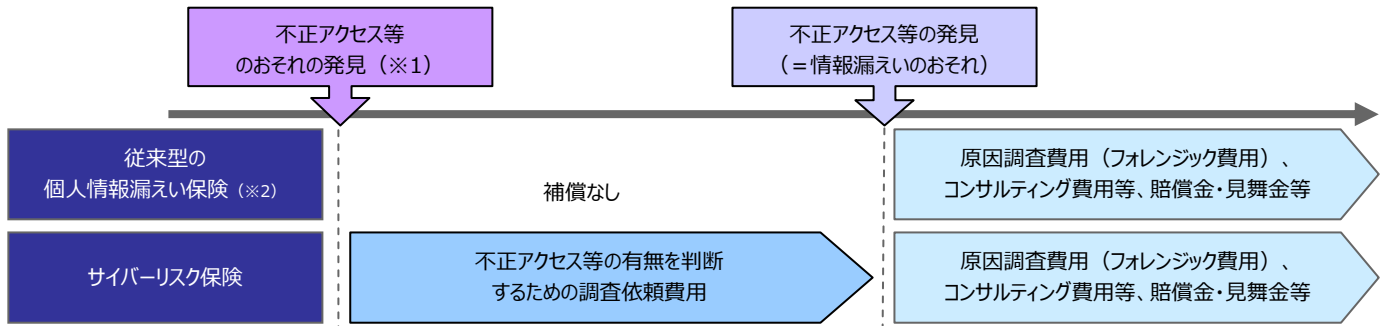 不正アクセス等
のおそれの発見（※1）
不正アクセス等の発見
（＝情報漏えいのおそれ）
従来型の
個人情報漏えい保険（※2）
補償なし
原因調査費用（フォレンジック費用）、
コンサルティング費用等、賠償金・見舞金等
サイバーリスク保険
不正アクセス等の有無を判断
するための調査依頼費用
原因調査費用（フォレンジック費用）、
コンサルティング費用等、賠償金・見舞金等